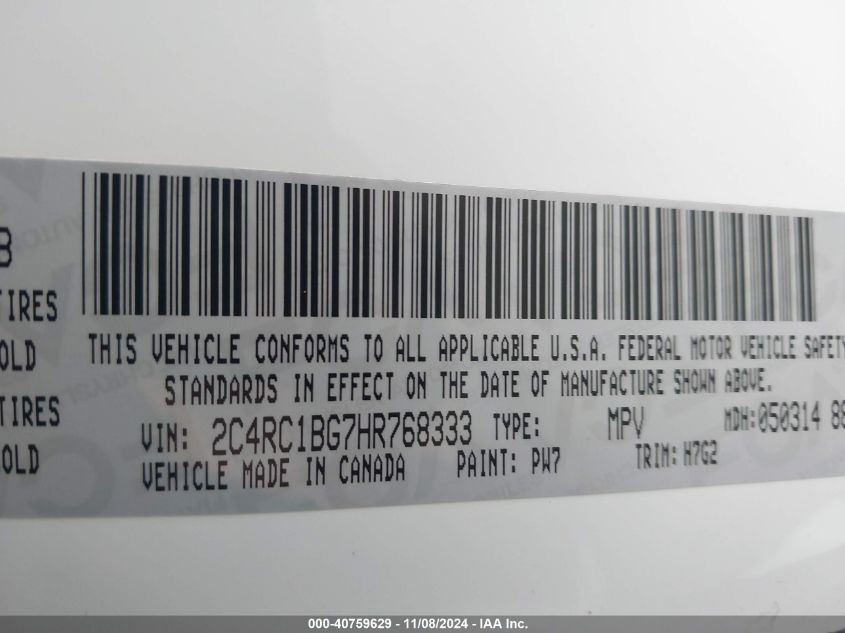 B
TIRES
OLD
TIRES
OLD
THIS VEHICLE CONFORMS TO ALL APPLICABLE U.S.A. FEDERAL MOTOR VEHICLE SAFETY
STANDARDS IN EFFECT ON THE DATE OF MANUFACTURE SHOWN ABOVE.
VIN: 2C4RC1BG7HR768333 TYPE: MPV MDH:050314 88
VEHICLE MADE IN CANADA PAINT: PW7 TRIM: H7G2
000-40759629 - 11/08/2024 - IAA Inc.